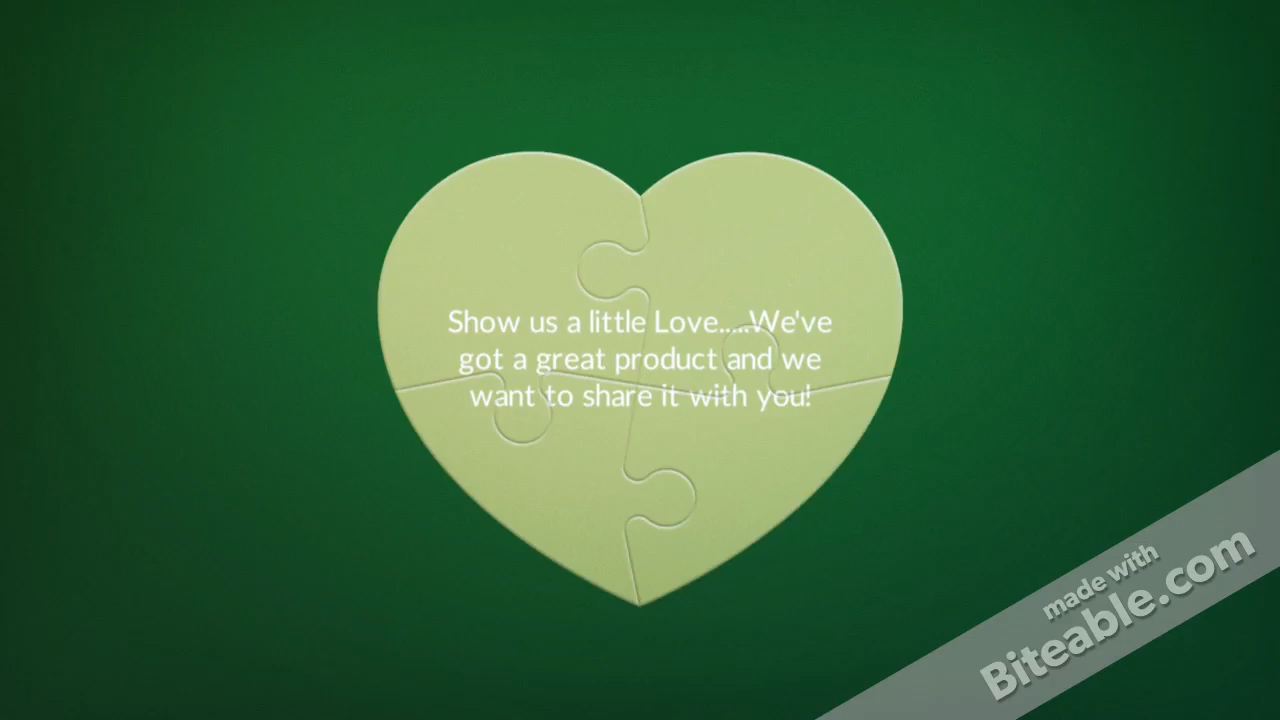 Show us a little Love.....We've
got a great product and we
want to share it with you!
made with
Biteable.com